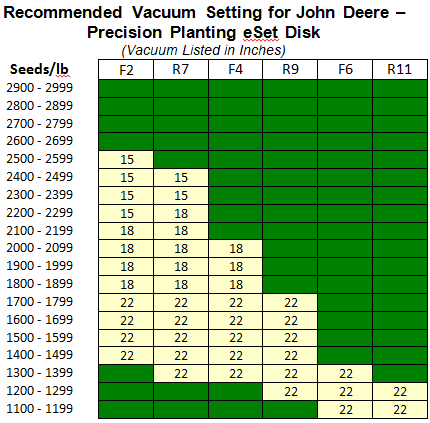 Recommended Vacuum Setting for John Deere –
Precision Planting eSet Disk
(Vacuum Listed in Inches)
Seeds/lb F2 R7 F4 R9 F6 R11
2900 - 2999
2800 - 2899
2700 - 2799
2600 - 2699
2500 - 2599 15
2400 - 2499 15 15
2300 - 2399 15 15
2200 - 2299 15 18
2100 - 2199 18 18
2000 - 2099 18 18 18
1900 - 1999 18 18 18
1800 - 1899 18 18 18
1700 - 1799 22 22 22 22
1600 - 1699 22 22 22 22
1500 - 1599 22 22 22 22
1400 - 1499 22 22 22 22
1300 - 1399 22 22 22 22
1200 - 1299 22 22 22
1100 - 1199 22 22